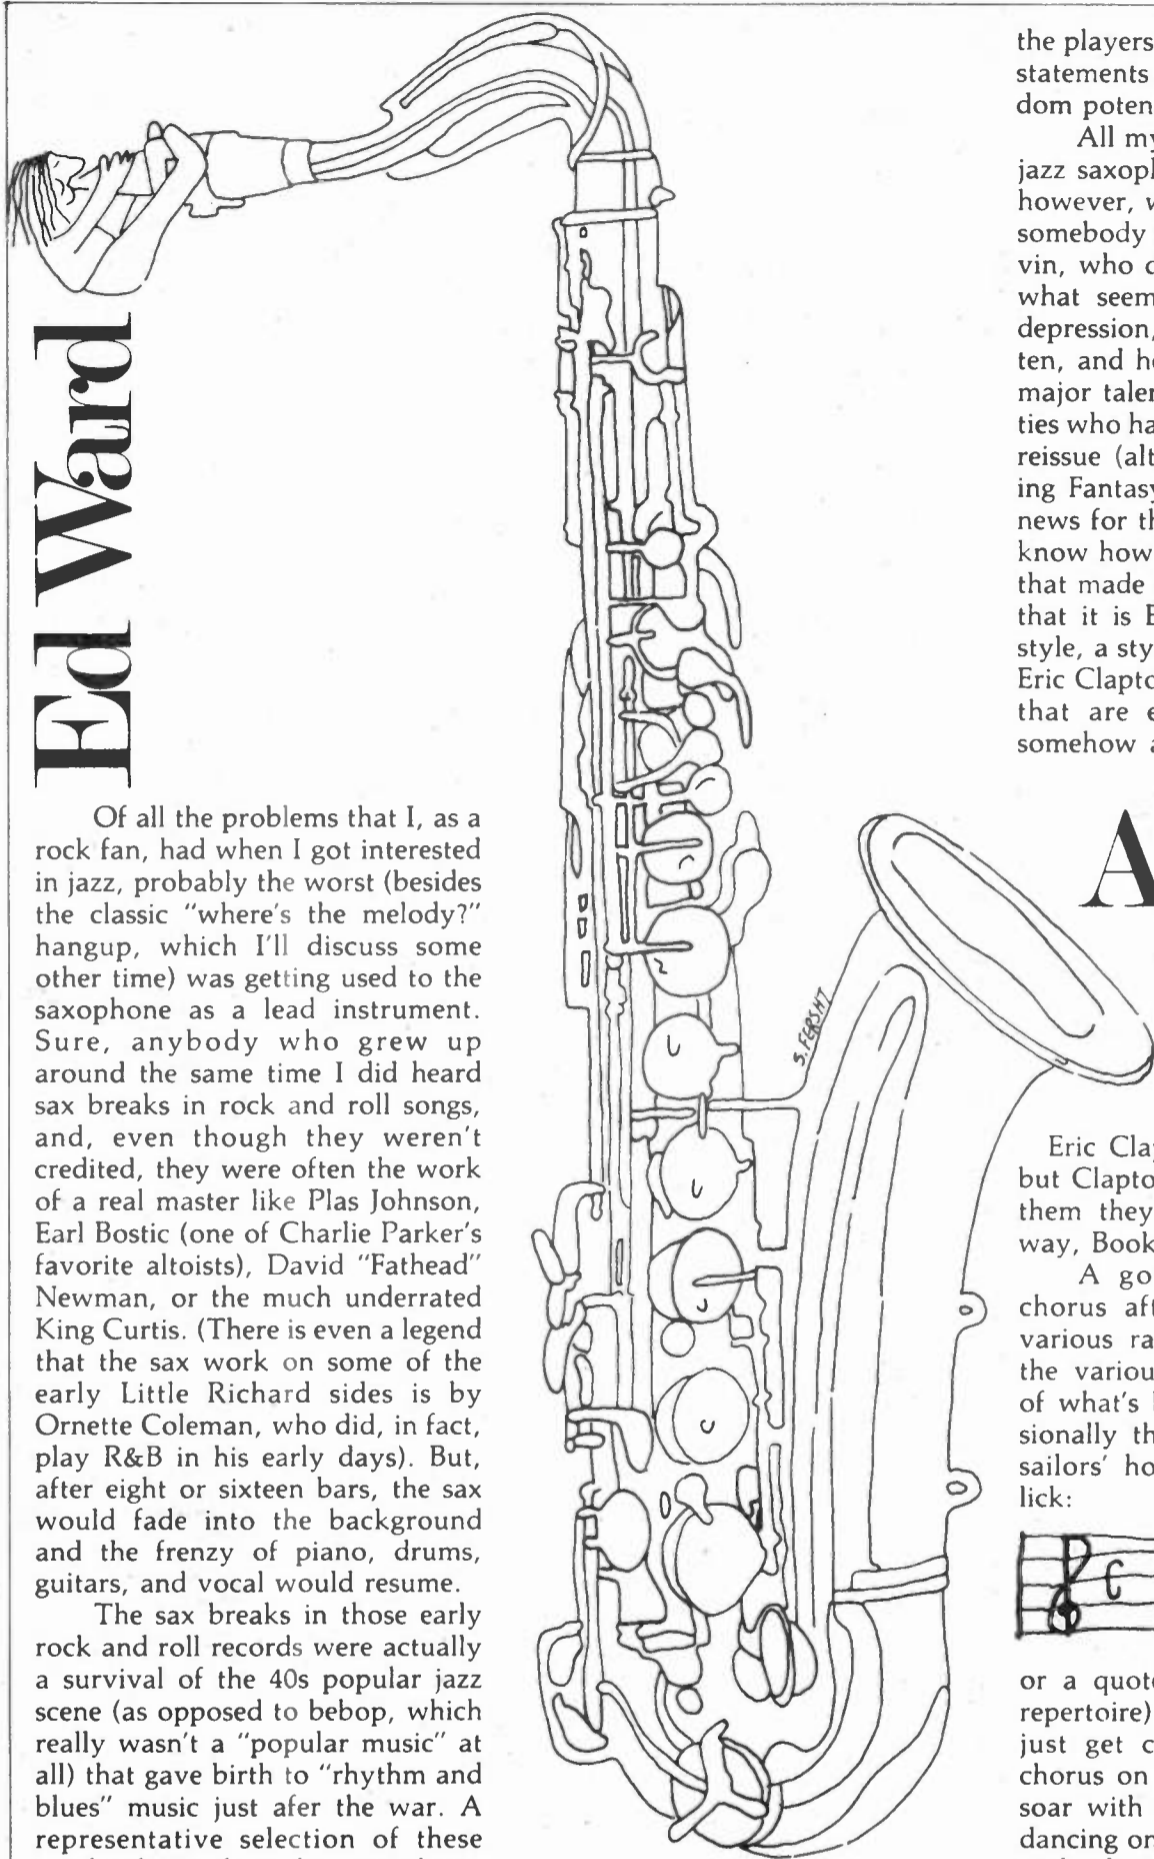 Ed Ward
Of all the problems that I, as a
rock fan, had when I got interested
in jazz, probably the worst (besides
the classic "where's the melody?"
hangup, which I'll discuss some
other time) was getting used to the
saxophone as a lead instrument.
Sure, anybody who grew up
around the same time I did heard
sax breaks in rock and roll songs,
and, even though they weren't
credited, they were often the work
of a real master like Plas Johnson,
Earl Bostic (one of Charlie Parker's
favorite altoists), David "Fathead"
Newman, or the much underrated
King Curtis. (There is even a legend
that the sax work on some of the
early Little Richard sides is by
Ornette Coleman, who did, in fact,
play R&B in his early days). But,
after eight or sixteen bars, the sax
would fade into the background
and the frenzy of piano, drums,
guitars, and vocal would resume.
The sax breaks in those early
rock and roll records were actually
a survival of the 40s popular jazz
scene (as opposed to bebop, which
really wasn't a "popular music" at
all) that gave birth to "rhythm and
blues" music just afer the war. A
representative selection of these
S. FERSHT
the players
statements
dom poten
All my
jazz saxoph
however, w
somebody
vin, who c
what seem
depression,
ten, and he
major talen
ties who ha
reissue (alt
ing Fantasy
news for th
know how
that made
that it is E
style, a sty
Eric Clapto
that are e
somehow a
A
Eric Clap
but Clapto
them they
way, Book
A go
chorus aft
various ra
the variou
of what's
sionally th
sailors' ho
lick:
C
or a quote
repertoire)
just get c
chorus on
soar with
dancing on